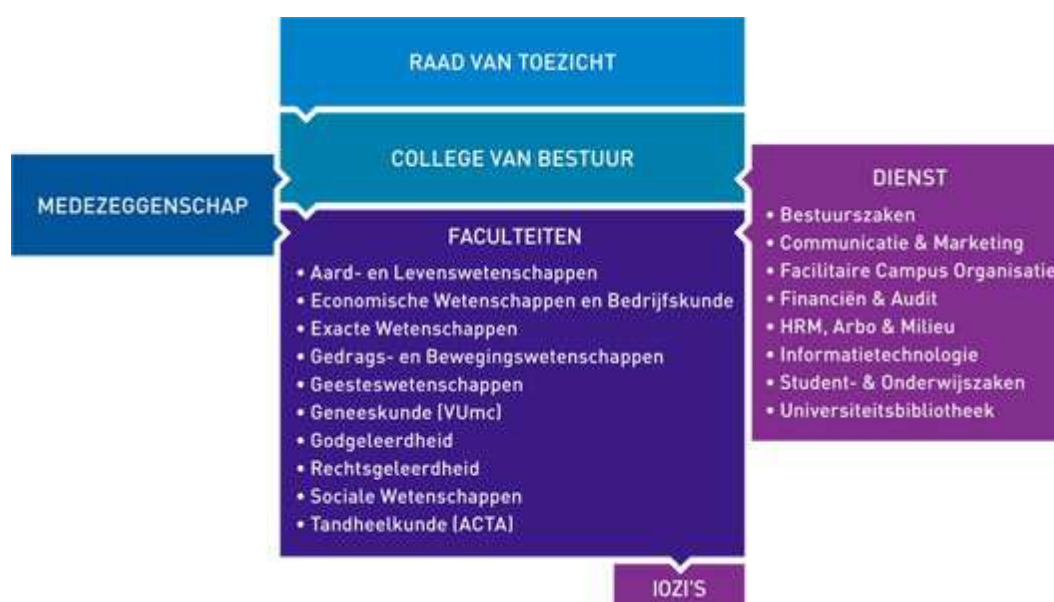 RAAD VAN TOEZICHT
COLLEGE VAN BESTUUR
MEDEZEGGENSCHAP
FACULTEITEN
• Aard- en Levenswetenschappen
• Economische Wetenschappen en Bedrijfskunde
• Exacte Wetenschappen
• Gedrags- en Bewegingswetenschappen
• Geesteswetenschappen
• Geneeskunde (VUmc)
• Godgeleerdheid
• Rechtsgeleerdheid
• Sociale Wetenschappen
• Tandheelkunde (ACTA)
DIENST
• Bestuurszaken
• Communicatie & Marketing
• Facilitaire Campus Organisatie
• Financiën & Audit
• HRM, Arbo & Milieu
• Informatietechnologie
• Student- & Onderwijszaken
• Universiteitsbibliotheek
IOZI'S